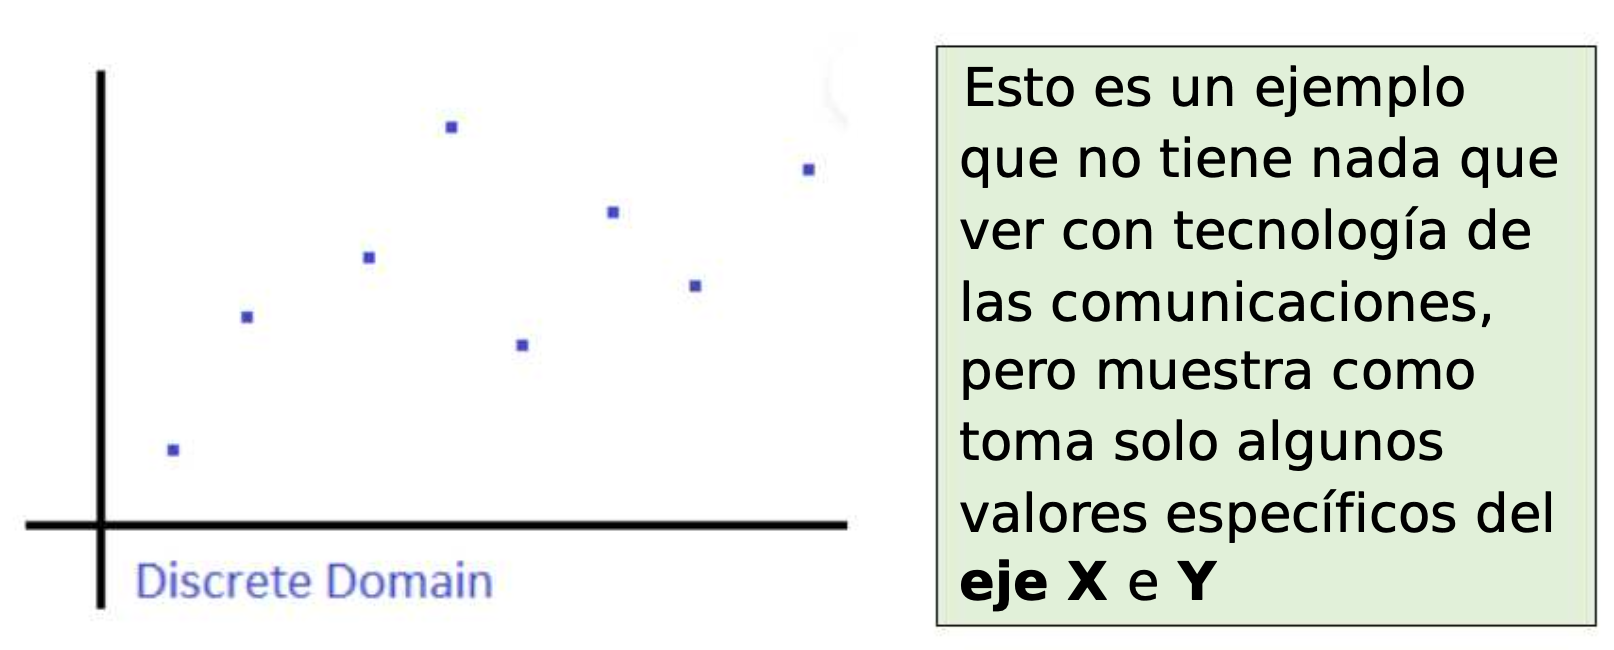 Discrete Domain
Esto es un ejemplo
que no tiene nada que
ver con tecnología de
las comunicaciones,
pero muestra como
toma solo algunos
valores específicos del
eje X e Y